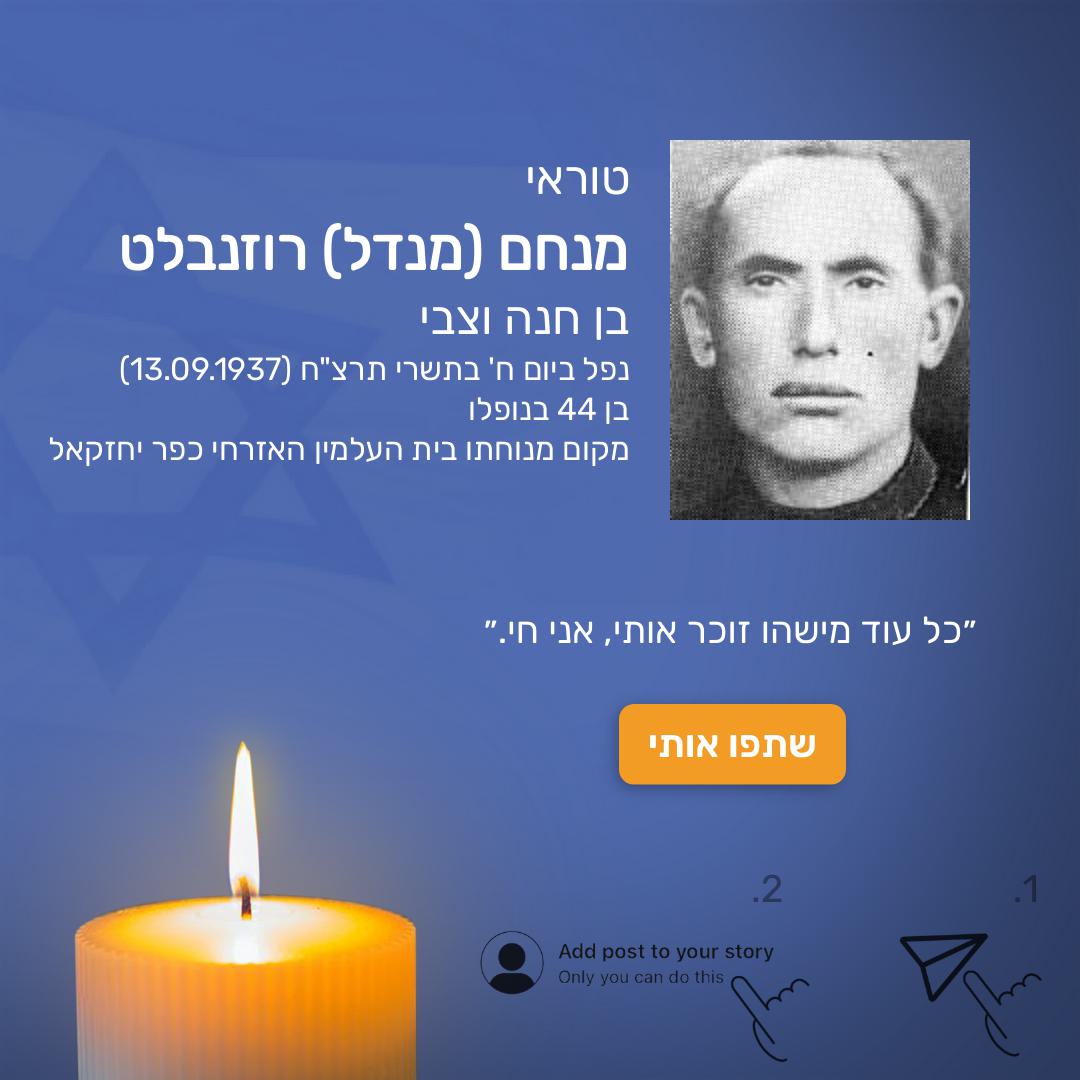 טוראי
מנחם (מנדל) רוזנבלט
בן חנה וצבי
נפל ביום ח' בתשרי תרצ"ח (13.09.1937)
בן 44 בנופלו
מקום מנוחתו בית העלמין האזרחי כפר יחזקאל
״כל עוד מישהו זוכר אותי, אני חי.״
שתפו אותי
.1
.2
Add post to your story
Only you can do this